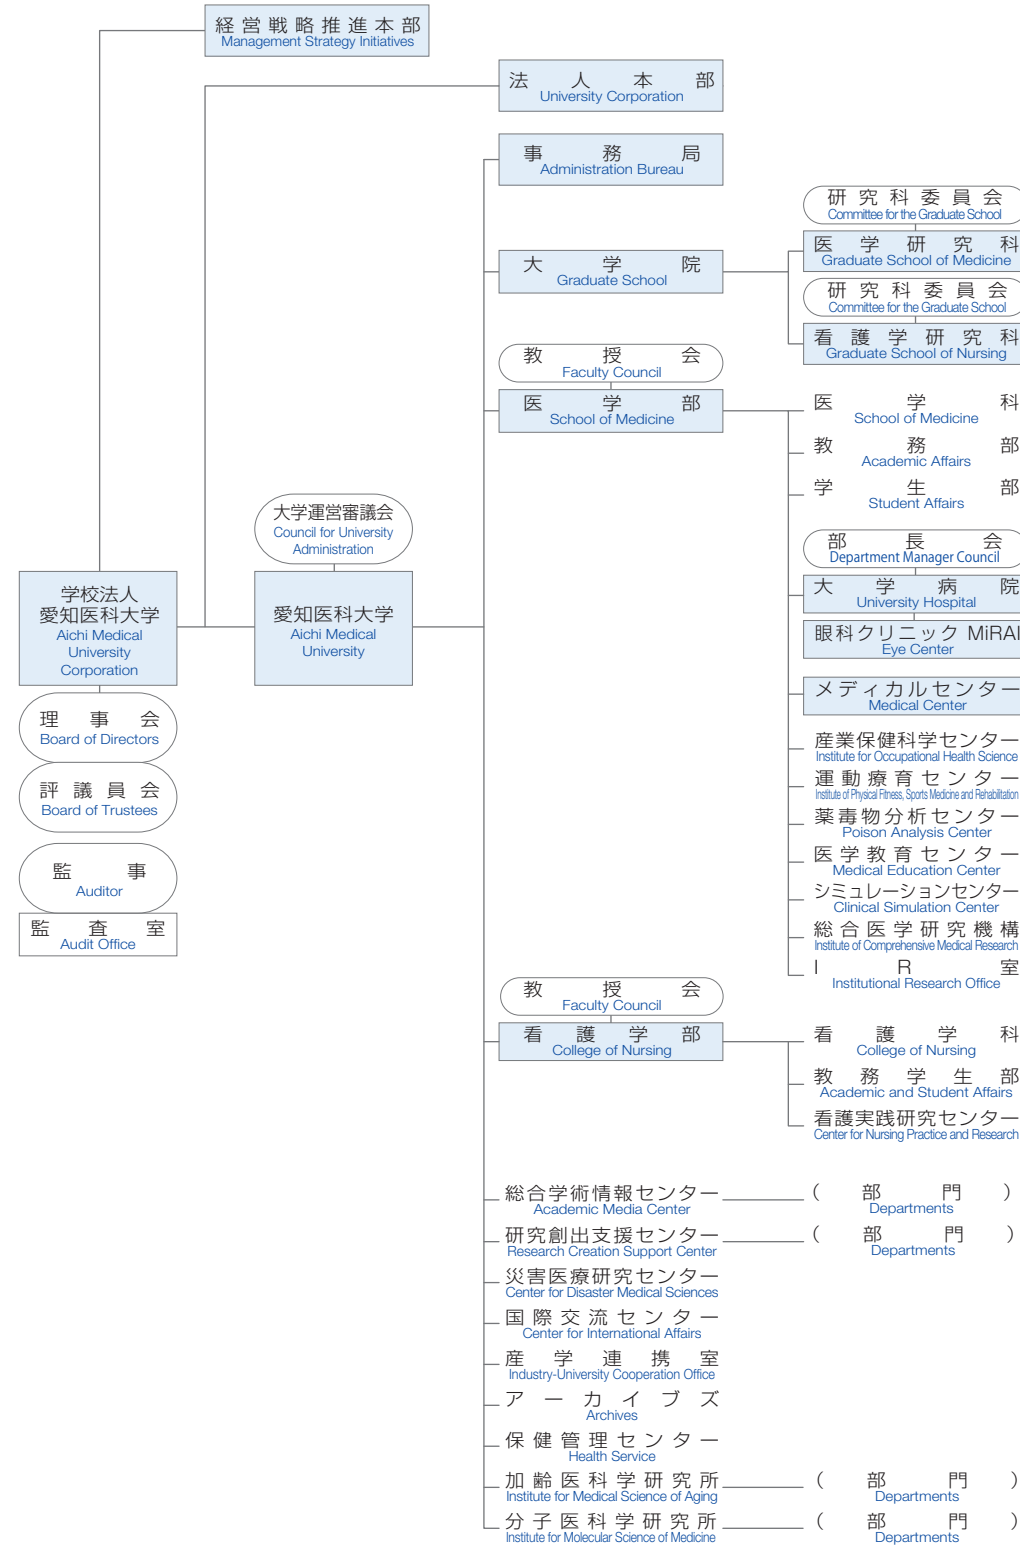 経営戦略推進本部
Management Strategy Initiatives
法人本部
University Corporation
事務局
Administration Bureau
研究科委員会
Committee for the Graduate School
医学研究科
Graduate School of Medicine
大学院
Graduate School
研究科委員会
Committee for the Graduate School
看護学研究科
Graduate School of Nursing
教授会
Faculty Council
医学部
School of Medicine
医学科
School of Medicine
教務部
Academic Affairs
学生部
Student Affairs
大学運営審議会
Council for University
Administration
部長会
Department Manager Council
学校法人
愛知医科大学
Aichi Medical
University
Corporation
愛知医科大学
Aichi Medical
University
大学病院
University Hospital
眼科クリニック MiRAI
Eye Center
メディカルセンター
Medical Center
理事会
Board of Directors
評議員会
Board of Trustees
監事
Auditor
監査室
Audit Office
産業保健科学センター
Institute for Occupational Health Science
運動療育センター
Institute of Physical Fitness, Sports Medicine and Rehabilitation
薬毒物分析センター
Poison Analysis Center
医学教育センター
Medical Education Center
シミュレーションセンター
Clinical Simulation Center
総合医学研究機構
Institute of Comprehensive Medical Research
IR室
Institutional Research Office
教授会
Faculty Council
看護学部
College of Nursing
看護学科
College of Nursing
教務学生部
Academic and Student Affairs
看護実践研究センター
Center for Nursing Practice and Research
総合学術情報センター
Academic Media Center
（部門）
Departments
研究創出支援センター
Research Creation Support Center
（部門）
Departments
災害医療研究センター
Center for Disaster Medical Sciences
国際交流センター
Center for International Affairs
産学連携室
Industry-University Cooperation Office
アーカイブズ
Archives
保健管理センター
Health Service
加齢医科学研究所
Institute for Medical Science of Aging
（部門）
Departments
分子医科学研究所
Institute for Molecular Science of Medicine
（部門）
Departments